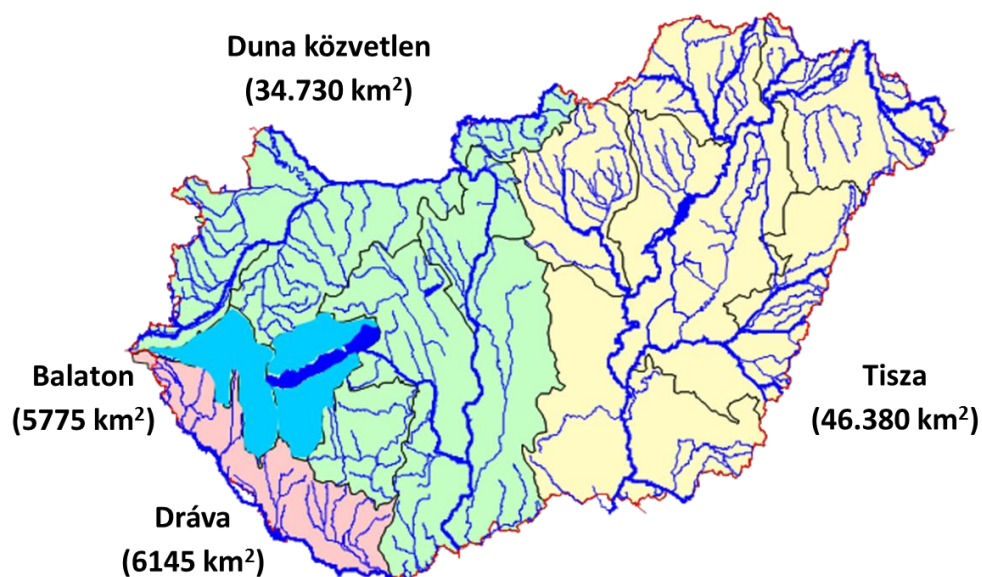 Duna közvetlen
(34.730 km²)
Balaton
(5775 km²)
Tisza
(46.380 km²)
Dráva
(6145 km²)